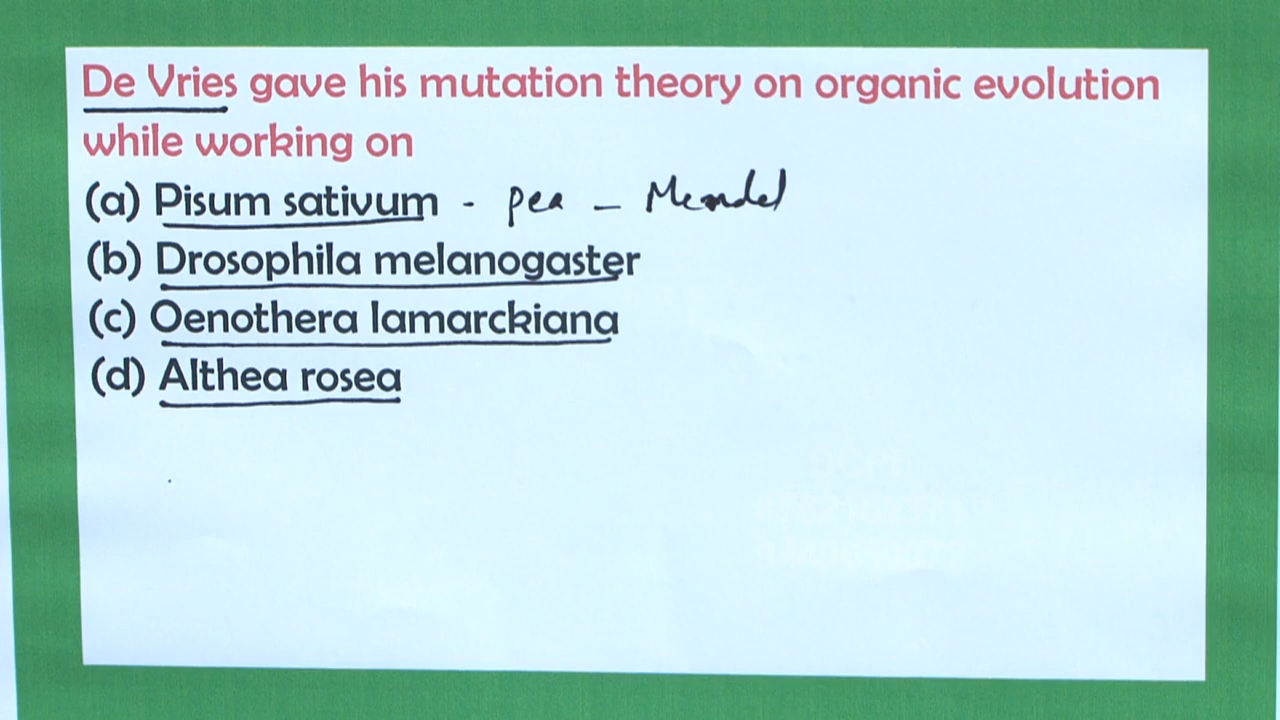 De Vries gave his mutation theory on organic evolution
while working on
(a) Pisum sativum - pea - Mendel
(b) Drosophila melanogaster
(c) Oenothera lamarckiana
(d) Althea rosea